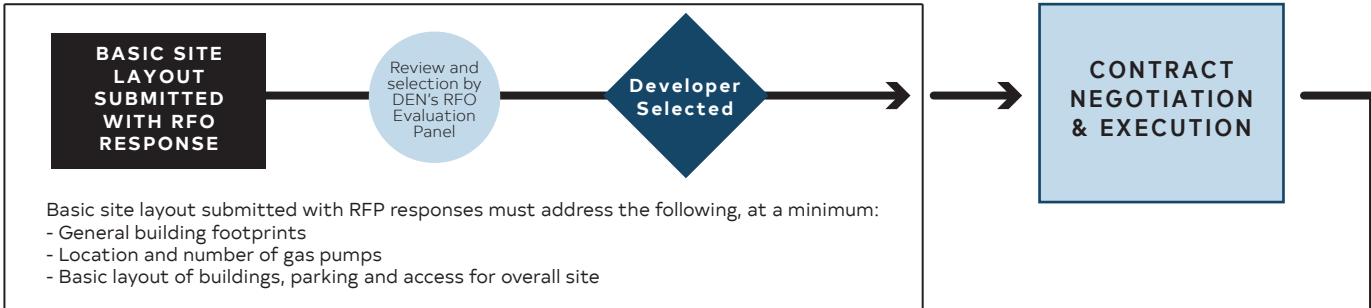 BASIC SITE
LAYOUT
SUBMITTED
WITH RFO
RESPONSE
Review and
selection by
DEN's RFO
Evaluation
Panel
Developer
Selected
CONTRACT
NEGOTIATION
& EXECUTION
Basic site layout submitted with RFP responses must address the following, at a minimum:
- General building footprints
- Location and number of gas pumps
- Basic layout of buildings, parking and access for overall site